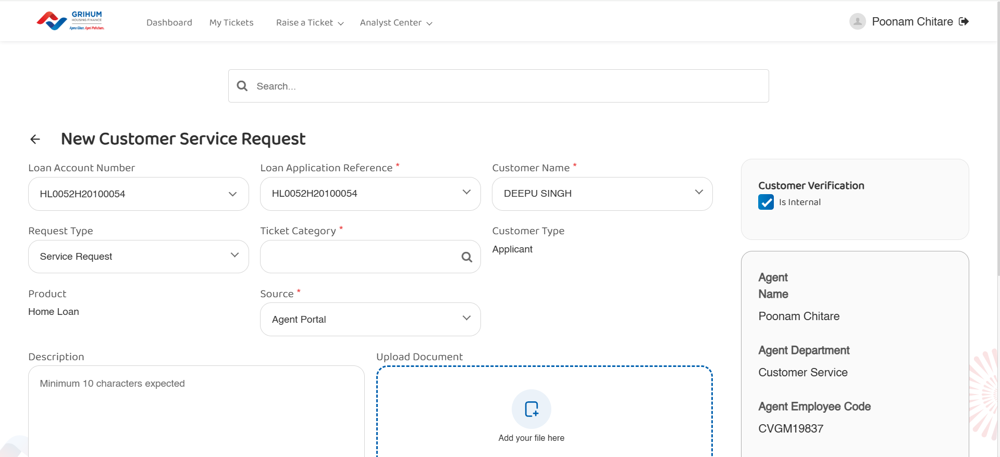 GRIHUM
HOUSING FINANCE
Apna Ghar. Apni Pehchan.
Dashboard
My Tickets
Raise a Ticket
Analyst Center
Poonam Chitare
Search...
New Customer Service Request
Loan Account Number
Loan Application Reference *
Customer Name *
HL0052H20100054
HL0052H20100054
DEEPU SINGH
Request Type
Ticket Category *
Customer Type
Service Request
Applicant
Product
Source *
Home Loan
Agent Portal
Description
Upload Document
Minimum 10 characters expected
Add your file here
Customer Verification
Is Internal
Agent
Name
Poonam Chitare
Agent Department
Customer Service
Agent Employee Code
CVGM19837